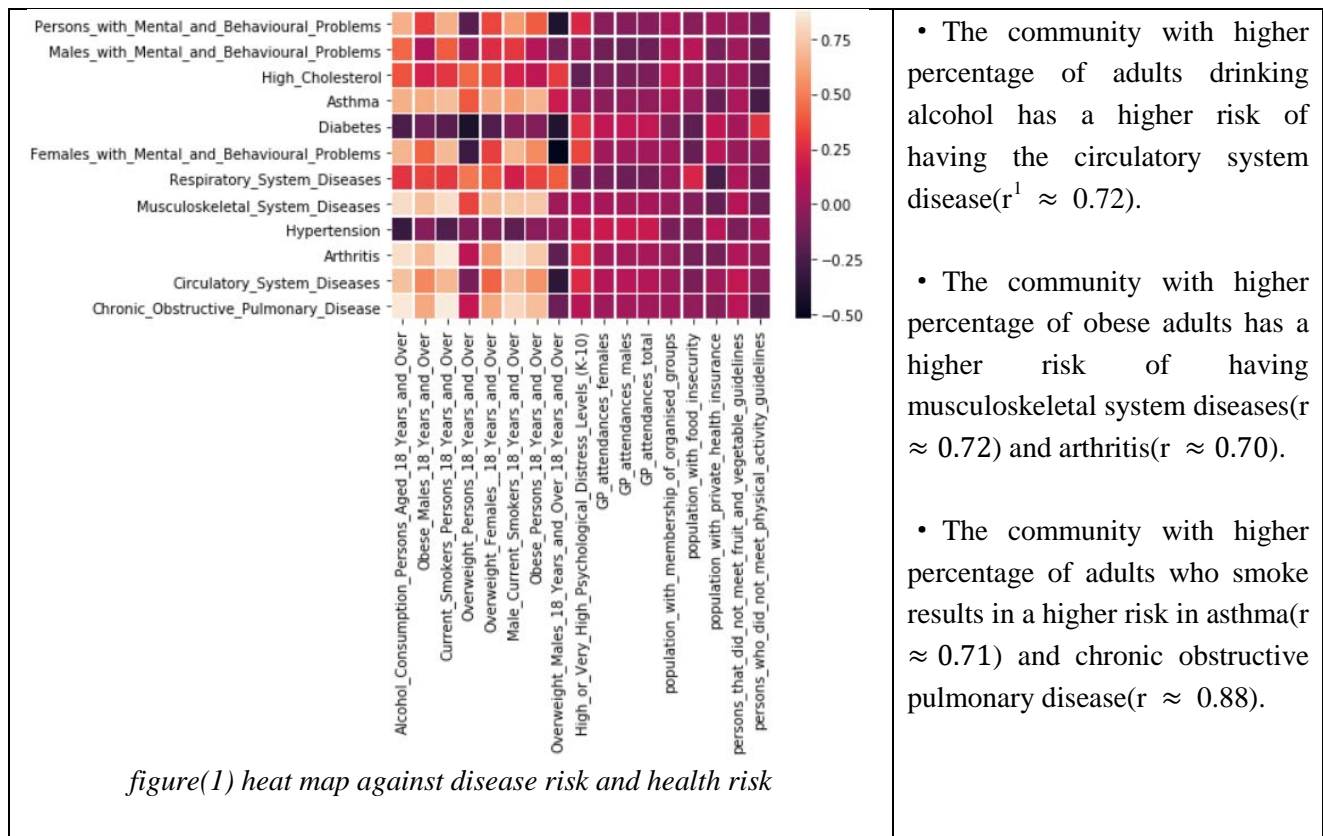 Persons_with_Mental_and_Behavioural_Problems
Males_with_Mental_and_Behavioural_Problems
High_Cholesterol
Asthma
Diabetes
Females_with_Mental_and_Behavioural_Problems
Respiratory_System_Diseases
Musculoskeletal_System_Diseases
Hypertension
Arthritis
Circulatory_System_Diseases
Chronic_Obstructive_Pulmonary_Disease
Alcohol_Consumption_Persons_Aged_18_Years_and_Over
Obese_Males_18_Years_and_Over
Current_Smokers_Persons_18_Years_and_Over
Overweight_Persons_18_Years_and_Over
Overweight_Females__18_Years_and_Over
Male_Current_Smokers_18_Years_and_Over
Obese_Persons_18_Years_and_Over
Overweight_Males_18_Years_and_Over_18_Years_and_Over
High_or_Very_High_Psychological_Distress_Levels_(K-10)
GP_attendances_females
GP_attendances_males
GP_attendances_total
population_with_membership_of_organised_groups
population_with_food_insecurity
population_with_private_health_insurance
persons_that_did_not_meet_fruit_and_vegetable_guidelines
persons_who_did_not_meet_physical_activity_guidelines
0.75
0.50
0.25
0.00
−0.25
−0.50
figure(1) heat map against disease risk and health risk
• The community with higher
percentage of adults drinking
alcohol has a higher risk of
having the circulatory system
disease(r¹ ≈ 0.72).
• The community with higher
percentage of obese adults has a
higher risk of having
musculoskeletal system diseases(r
≈ 0.72) and arthritis(r ≈ 0.70).
• The community with higher
percentage of adults who smoke
results in a higher risk in asthma(r
≈ 0.71) and chronic obstructive
pulmonary disease(r ≈ 0.88).